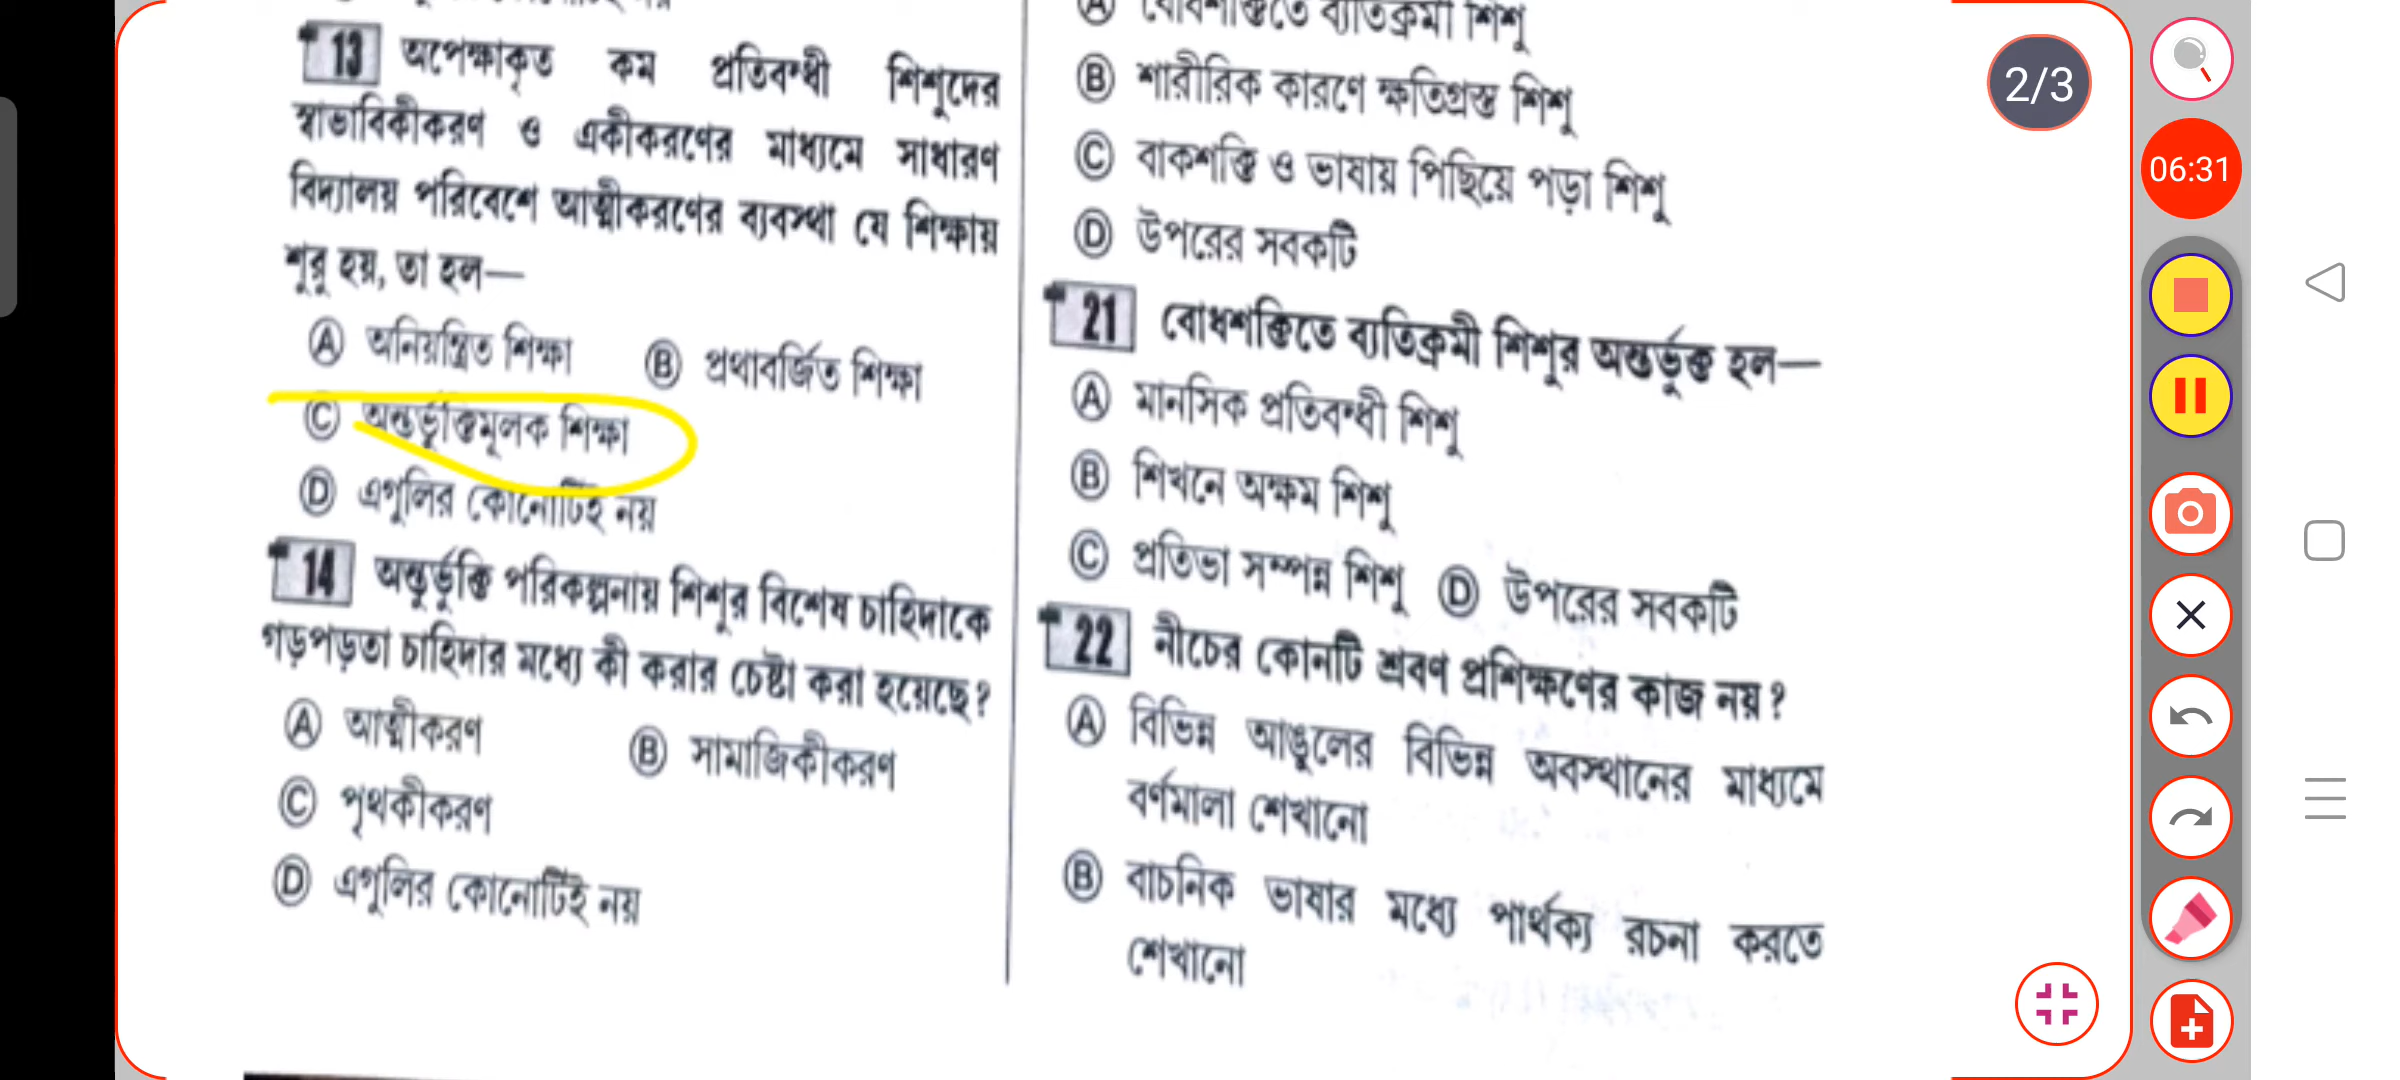 13 অপেক্ষাকৃত কম প্রতিবন্ধী শিশুদের
স্বাভাবিকীকরণ ও একীকরণের মাধ্যমে সাধারণ
বিদ্যালয় পরিবেশে আত্মীকরণের ব্যবস্থা যে শিক্ষায়
শুরু হয়, তা হল—
Ⓐ অনিয়ন্ত্রিত শিক্ষা Ⓑ প্রথাবর্জিত শিক্ষা
Ⓒ অন্তর্ভুক্তিমূলক শিক্ষা
Ⓓ এগুলির কোনোটিই নয়
14 অন্তুর্ভুক্তি পরিকল্পনায় শিশুর বিশেষ চাহিদাকে
গড়পড়তা চাহিদার মধ্যে কী করার চেষ্টা করা হয়েছে?
Ⓐ আত্মীকরণ Ⓑ সামাজিকীকরণ
Ⓒ পৃথকীকরণ
Ⓓ এগুলির কোনোটিই নয়
Ⓐ বোধশক্তিতে ব্যতিক্রমী শিশু
Ⓑ শারীরিক কারণে ক্ষতিগ্রস্ত শিশু
Ⓒ বাকশক্তি ও ভাষায় পিছিয়ে পড়া শিশু
Ⓓ উপরের সবকটি
21 বোধশক্তিতে ব্যতিক্রমী শিশুর অন্তর্ভুক্ত হল—
Ⓐ মানসিক প্রতিবন্ধী শিশু
Ⓑ শিখনে অক্ষম শিশু
Ⓒ প্রতিভা সম্পন্ন শিশু Ⓓ উপরের সবকটি
22 নীচের কোনটি শ্রবণ প্রশিক্ষণের কাজ নয়?
Ⓐ বিভিন্ন আঙুলের বিভিন্ন অবস্থানের মাধ্যমে
বর্ণমালা শেখানো
Ⓑ বাচনিক ভাষার মধ্যে পার্থক্য রচনা করতে
শেখানো
2/3
06:31